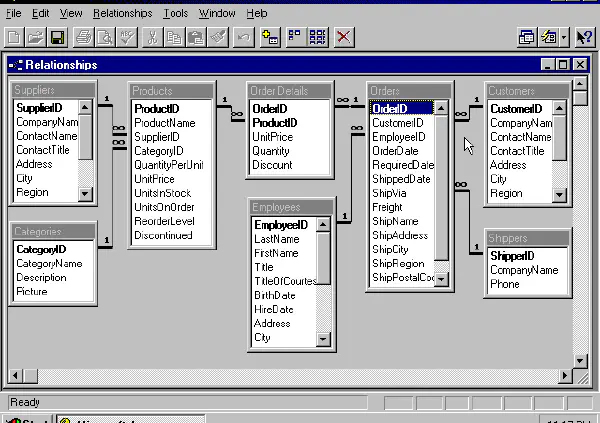 File Edit View Relationships Tools Window Help
Relationships
Suppliers
SupplierID
CompanyNam
ContactName
ContactTitle
Address
City
Region
Categories
CategoryID
CategoryName
Description
Picture
Products
ProductID
ProductName
SupplierID
CategoryID
QuantityPerUnit
UnitPrice
UnitsInStock
UnitsOnOrder
ReorderLevel
Discontinued
Order Details
OrderID
ProductID
UnitPrice
Quantity
Discount
Employees
EmployeeID
LastName
FirstName
Title
TitleOfCourtes
BirthDate
HireDate
Address
City
Orders
OrderID
CustomerID
EmployeeID
OrderDate
RequiredDate
ShippedDate
ShipVia
Freight
ShipName
ShipAddress
ShipCity
ShipRegion
ShipPostalCod
Customers
CustomerID
CompanyNam
ContactName
ContactTitle
Address
City
Region
Shippers
ShipperID
CompanyName
Phone
1 ∞ ∞ 1 1 ∞ 1 ∞ ∞ 1 ∞ 1 ∞ 1
Ready